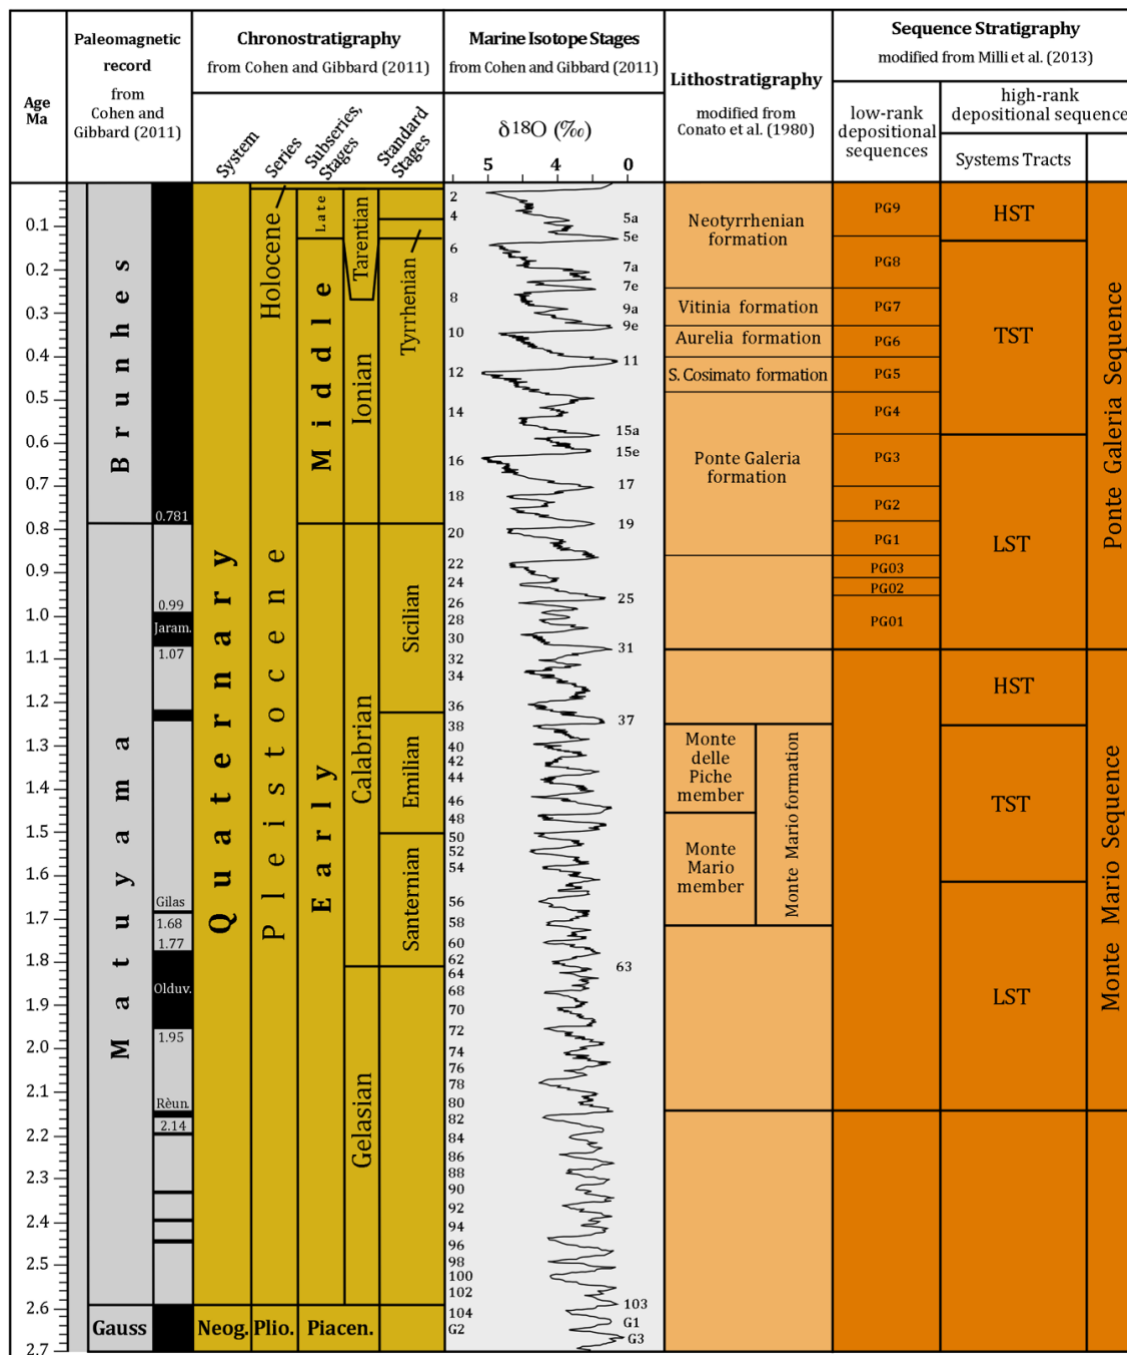 Age
Ma
Paleomagnetic
record
from
Cohen and
Gibbard (2011)
Chronostratigraphy
from Cohen and Gibbard (2011)
System
Series
Subseries,
Stages
Standard
Stages
Marine Isotope Stages
from Cohen and Gibbard (2011)
δ18O (‰)
5 4 0
Lithostratigraphy
modified from
Conato et al. (1980)
Sequence Stratigraphy
modified from Milli et al. (2013)
low-rank
depositional
sequences
high-rank
depositional sequence
Systems Tracts
0.1
0.2
0.3
0.4
0.5
0.6
0.7
0.8
0.9
1.0
1.1
1.2
1.3
1.4
1.5
1.6
1.7
1.8
1.9
2.0
2.1
2.2
2.3
2.4
2.5
2.6
2.7
Brunhes
Matuyama
Gauss
0.781
0.99
Jaram.
1.07
Gilas
1.68
1.77
Olduv.
1.95
Rèun.
2.14
Quaternary
Neog.
Holocene
Pleistocene
Plio.
Late
Middle
Early
Piacen.
Tarentian
Ionian
Calabrian
Gelasian
Tyrrhenian
Sicilian
Emilian
Santernian
2
4
6
8
10
12
14
16
18
20
22
24
26
28
30
32
34
36
38
40
42
44
46
48
50
52
54
56
58
60
62
64
68
70
72
74
76
78
80
82
84
86
88
90
92
94
96
98
100
102
104
G2
5a
5e
7a
7e
9a
9e
11
15a
15e
17
19
25
31
37
63
103
G1
G3
Neotyrrhenian
formation
Vitinia formation
Aurelia formation
S. Cosimato formation
Ponte Galeria
formation
Monte
delle
Piche
member
Monte
Mario
member
Monte Mario formation
PG9
PG8
PG7
PG6
PG5
PG4
PG3
PG2
PG1
PG03
PG02
PG01
HST
TST
LST
HST
TST
LST
Ponte Galeria Sequence
Monte Mario Sequence